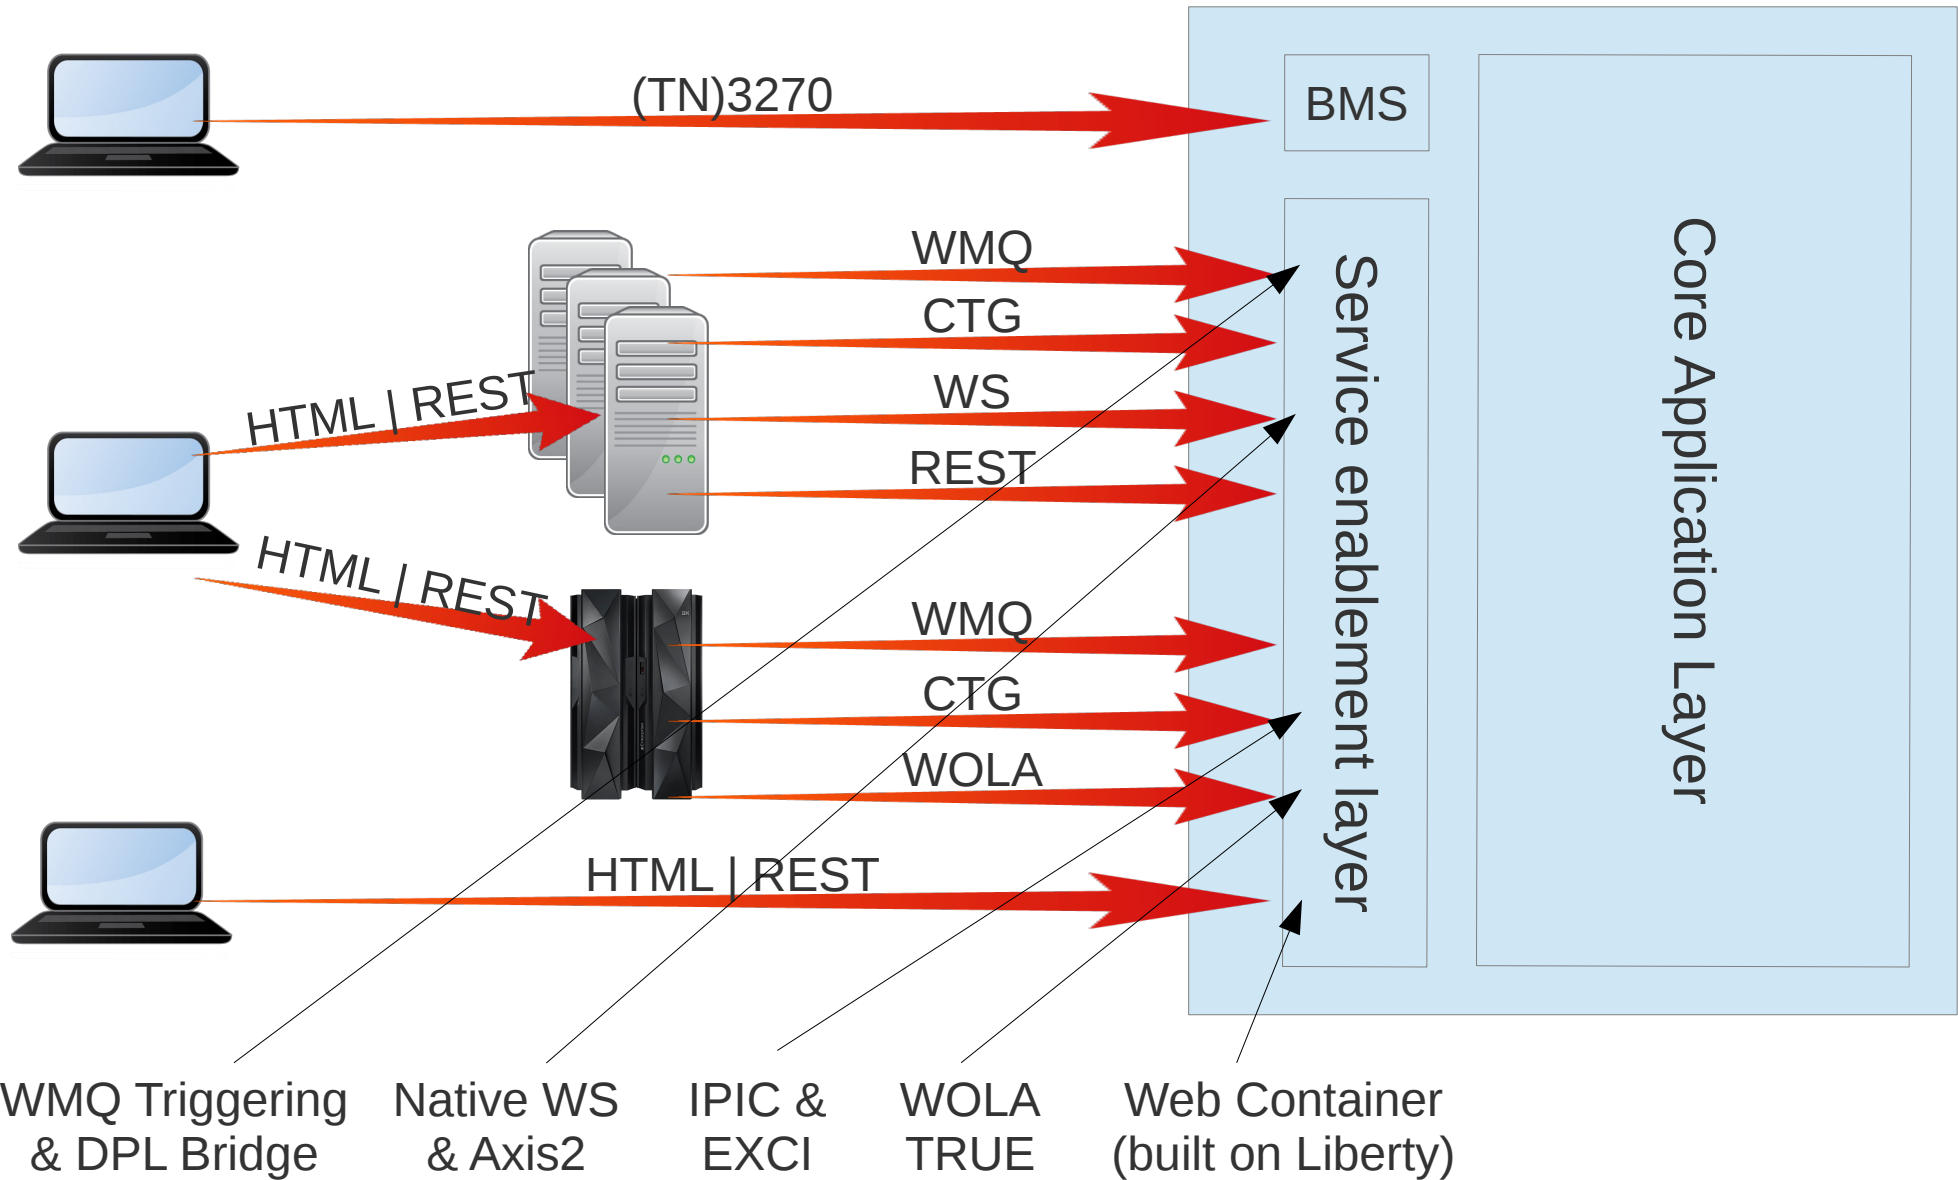 (TN)3270
BMS
WMQ
CTG
WS
REST
HTML | REST
HTML | REST
WMQ
CTG
WOLA
HTML | REST
Service enablement layer
Core Application Layer
WMQ Triggering
& DPL Bridge
Native WS
& Axis2
IPIC &
EXCI
WOLA
TRUE
Web Container
(built on Liberty)